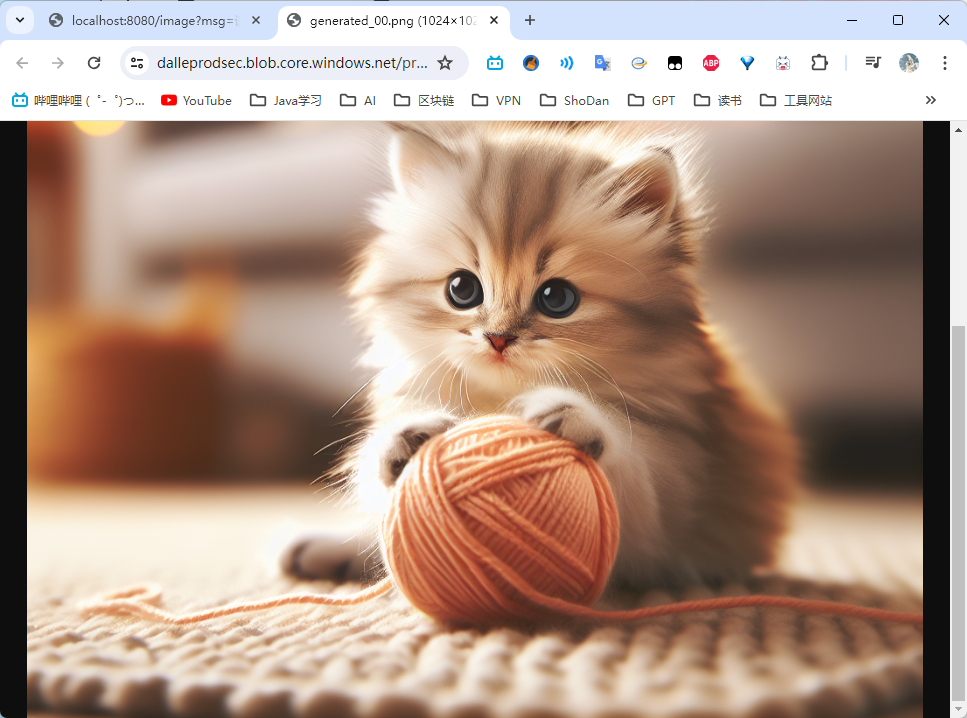 localhost:8080/image?msg=
generated_00.png (1024×102
dalleprodsec.blob.core.windows.net/pr...
ABP
哔哩哔哩 ( ゜- ゜)つ... YouTube Java学习 AI 区块链 VPN ShoDan GPT 读书 工具网站